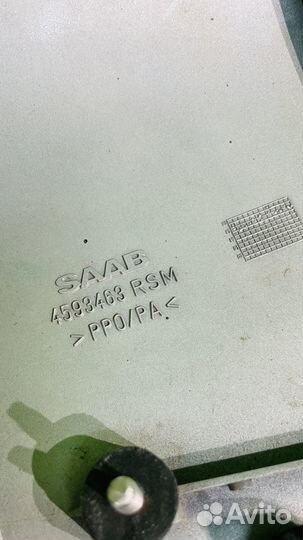 SAAB
4593463 RSM
>PPO/PA.<
Avito